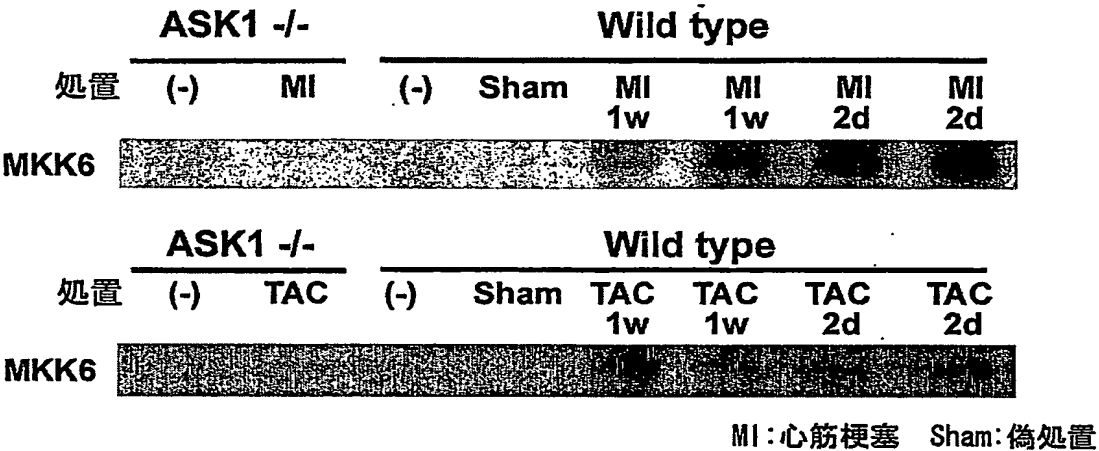 ASK1 -/- Wild type
処置 (-) MI (-) Sham MI MI MI MI
1w 1w 2d 2d
MKK6
ASK1 -/- Wild type
処置 (-) TAC (-) Sham TAC TAC TAC TAC
1w 1w 2d 2d
MKK6
MI:心筋梗塞 Sham:偽処置